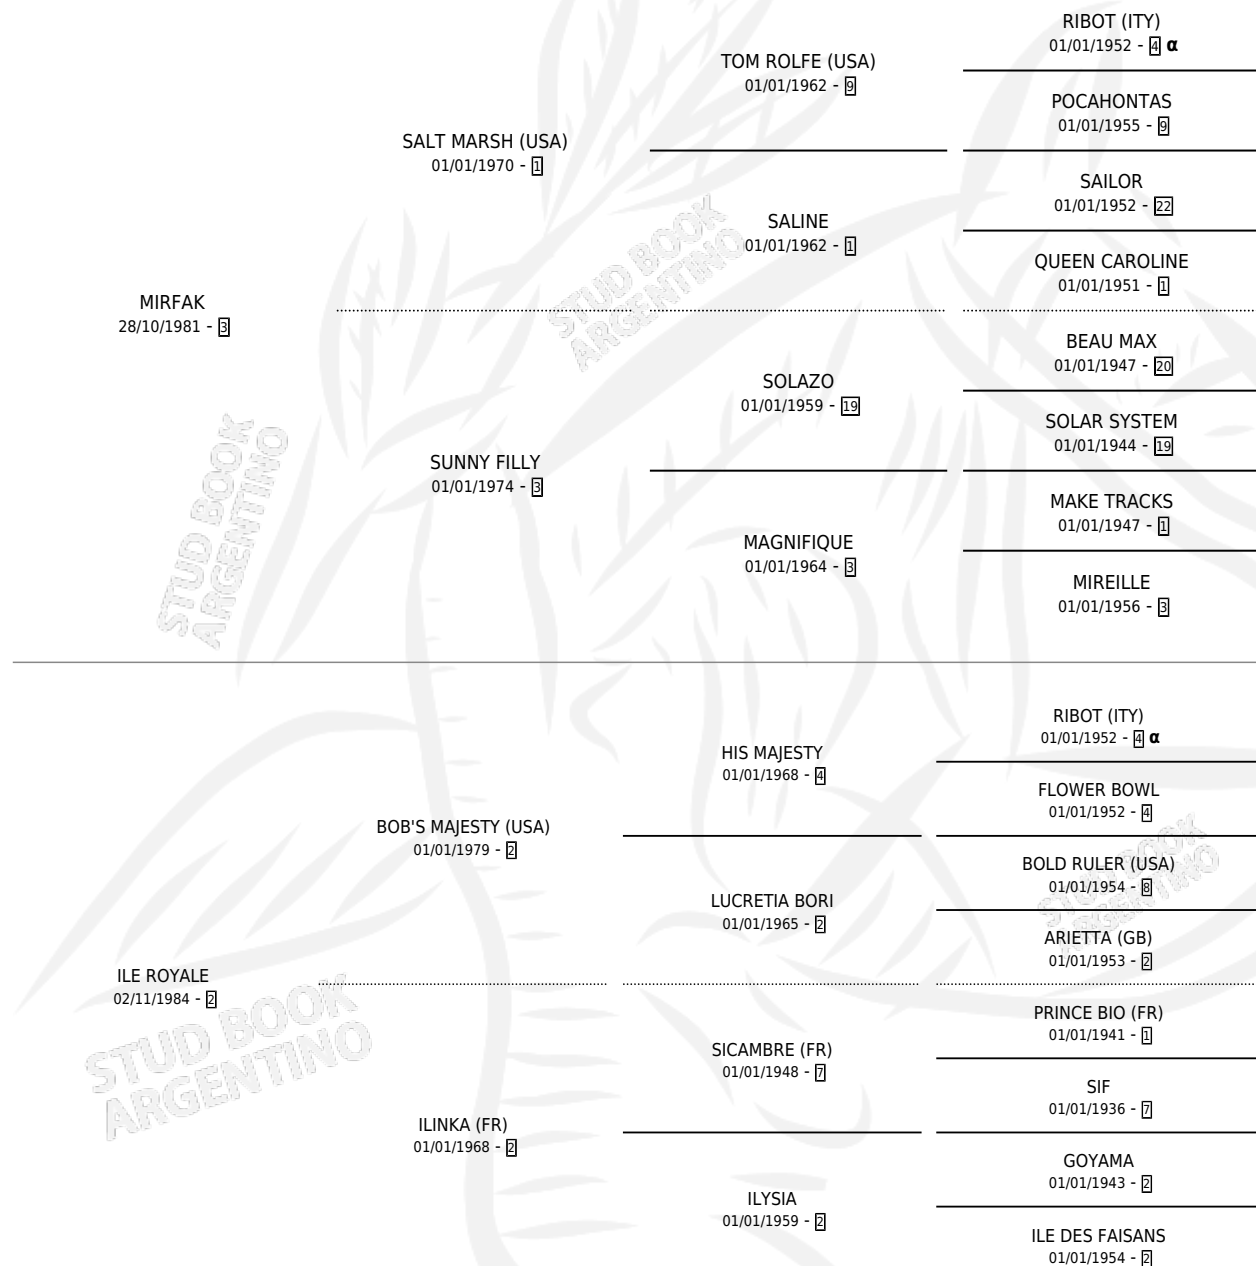 RIBOT (ITY)
01/01/1952 - 4 α
TOM ROLFE (USA)
01/01/1962 - 9
POCAHONTAS
01/01/1955 - 9
SALT MARSH (USA)
01/01/1970 - 1
SAILOR
01/01/1952 - 22
SALINE
01/01/1962 - 1
QUEEN CAROLINE
01/01/1951 - 1
MIRFAK
28/10/1981 - 3
STUD BOOK
ARGENTINO
BEAU MAX
01/01/1947 - 20
SOLAZO
01/01/1959 - 19
SOLAR SYSTEM
01/01/1944 - 19
SUNNY FILLY
01/01/1974 - 3
MAKE TRACKS
01/01/1947 - 1
MAGNIFIQUE
01/01/1964 - 3
MIREILLE
01/01/1956 - 3
STUD BOOK
ARGENTINO
RIBOT (ITY)
01/01/1952 - 4 α
HIS MAJESTY
01/01/1968 - 4
FLOWER BOWL
01/01/1952 - 4
BOB'S MAJESTY (USA)
01/01/1979 - 2
BOLD RULER (USA)
01/01/1954 - 8
STUD BOOK
ARGENTINO
LUCRETIA BORI
01/01/1965 - 2
ARIETTA (GB)
01/01/1953 - 2
ILE ROYALE
02/11/1984 - 2
STUD BOOK
ARGENTINO
PRINCE BIO (FR)
01/01/1941 - 1
SICAMBRE (FR)
01/01/1948 - 7
SIF
01/01/1936 - 7
ILINKA (FR)
01/01/1968 - 2
GOYAMA
01/01/1943 - 2
ILYSIA
01/01/1959 - 2
ILE DES FAISANS
01/01/1954 - 2